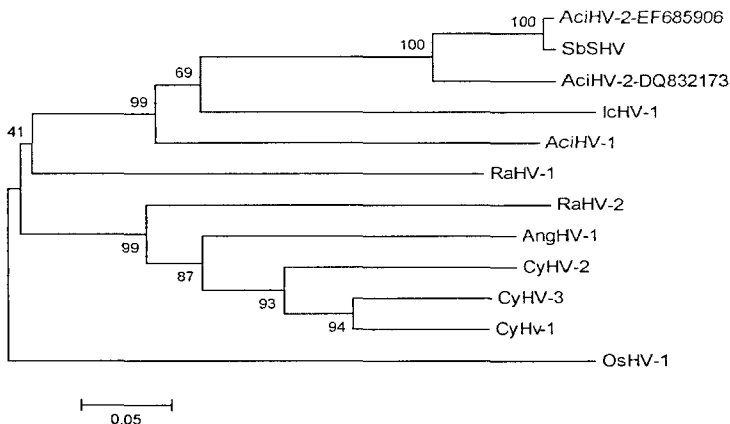 AciHV-2-EF685906
100
100
SbSHV
69
AciHV-2-DQ832173
99
IcHV-1
41
AciHV-1
RaHV-1
RaHV-2
99
AngHV-1
87
CyHV-2
93
CyHV-3
94
CyHv-1
OsHV-1
0.05